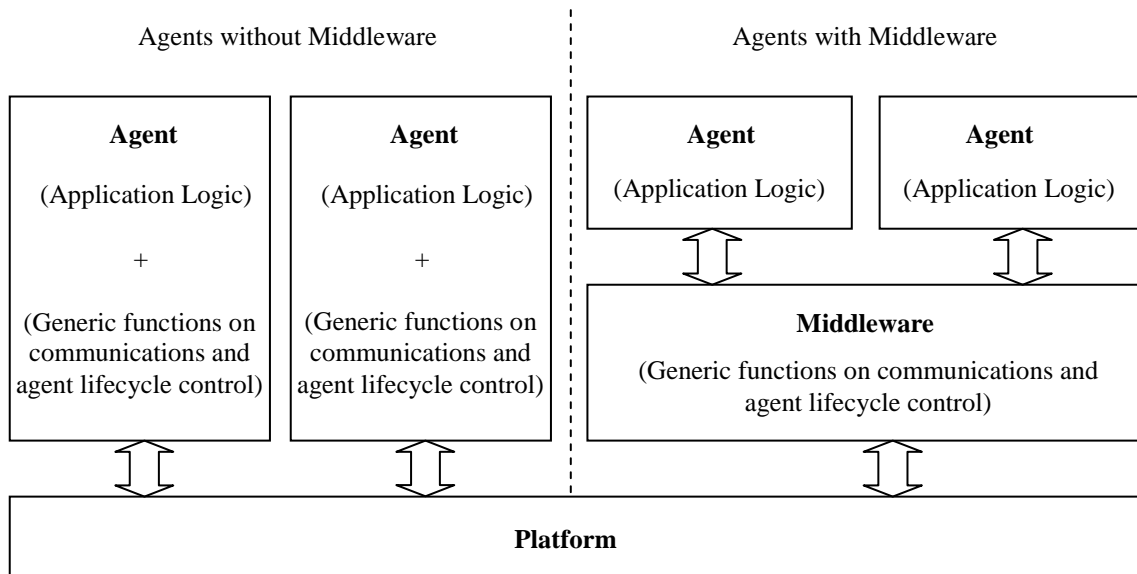 Agents without Middleware
Agents with Middleware
Agent
(Application Logic)
+
(Generic functions on
communications and
agent lifecycle control)
Agent
(Application Logic)
+
(Generic functions on
communications and
agent lifecycle control)
Agent
(Application Logic)
Agent
(Application Logic)
Middleware
(Generic functions on communications and
agent lifecycle control)
Platform